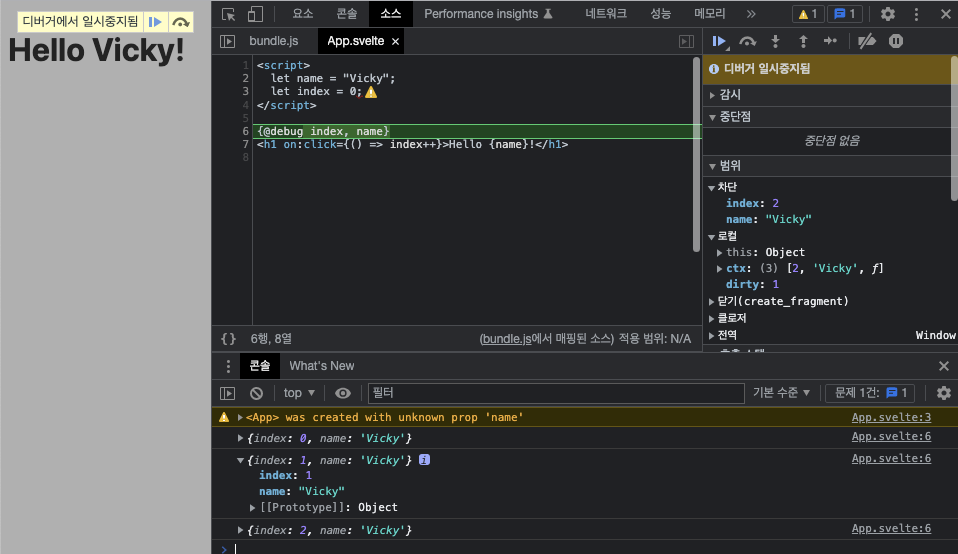 디버거에서 일시중지됨
Hello Vicky!
요소 콘솔 소스 Performance insights 네트워크 성능 메모리 » 1 1
bundle.js App.svelte ×
1 <script>
2 let name = "Vicky";
3 let index = 0;
4 </script>
5
6 {@debug index, name}
7 <h1 on:click={() => index++}>Hello {name}!</h1>
8
{ } 6행, 8열 (bundle.js에서 매핑된 소스) 적용 범위: N/A
디버거 일시중지됨
감시
중단점
중단점 없음
범위
차단
index: 2
name: "Vicky"
로컬
this: Object
ctx: (3) [2, 'Vicky', ƒ]
dirty: 1
닫기(create_fragment)
클로저
전역 Window
콘솔 What's New
top 필터 기본 수준 문제 1건: 1
<App> was created with unknown prop 'name' App.svelte:3
{index: 0, name: 'Vicky'} App.svelte:6
{index: 1, name: 'Vicky'} i App.svelte:6
index: 1
name: "Vicky"
[[Prototype]]: Object
{index: 2, name: 'Vicky'} App.svelte:6